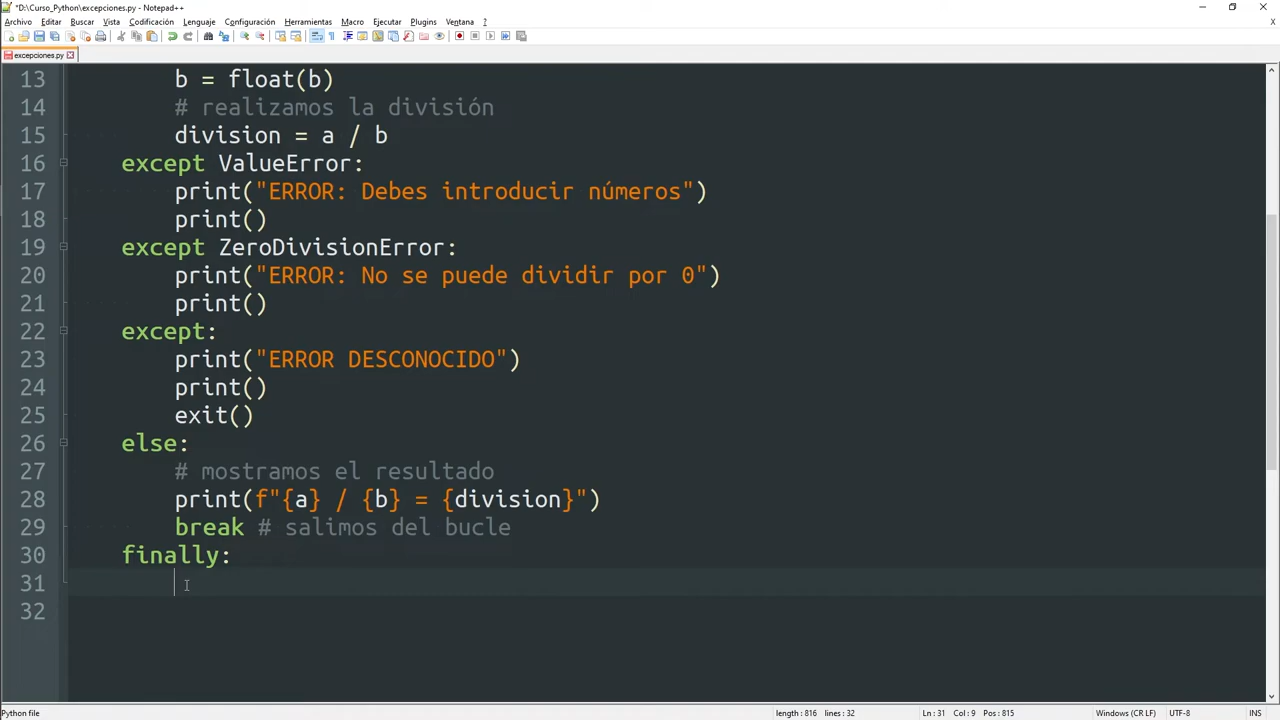 *D:\Curso_Python\excepciones.py - Notepad++
Archivo Editar Buscar Vista Codificación Lenguaje Configuración Herramientas Macro Ejecutar Plugins Ventana ?
X
excepciones.py
13 b = float(b)
14 # realizamos la división
15 division = a / b
16 except ValueError:
17 print("ERROR: Debes introducir números")
18 print()
19 except ZeroDivisionError:
20 print("ERROR: No se puede dividir por 0")
21 print()
22 except:
23 print("ERROR DESCONOCIDO")
24 print()
25 exit()
26 else:
27 # mostramos el resultado
28 print(f"{a} / {b} = {division}")
29 break # salimos del bucle
30 finally:
31
32
Python file length : 816 lines : 32 Ln : 31 Col : 9 Pos : 815 Windows (CR LF) UTF-8 INS